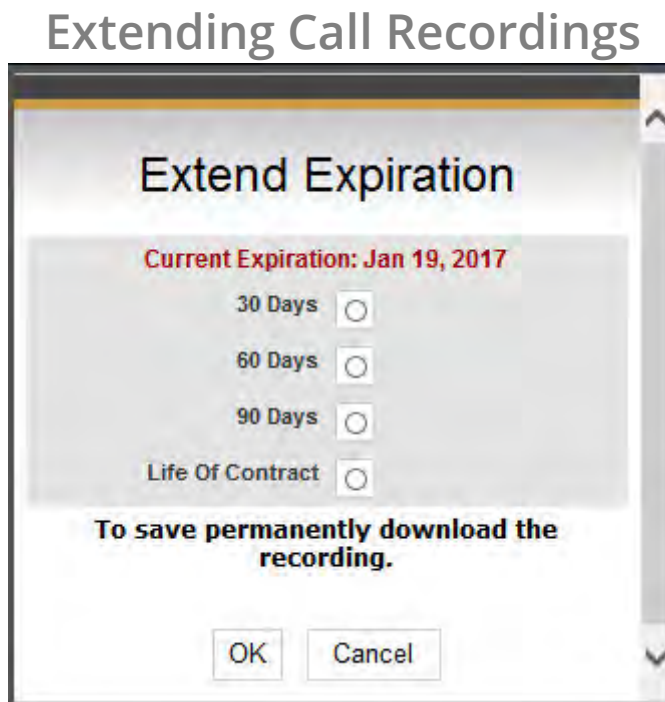 Extending Call Recordings
Extend Expiration
Current Expiration: Jan 19, 2017
30 Days
60 Days
90 Days
Life Of Contract
To save permanently download the
recording.
OK Cancel